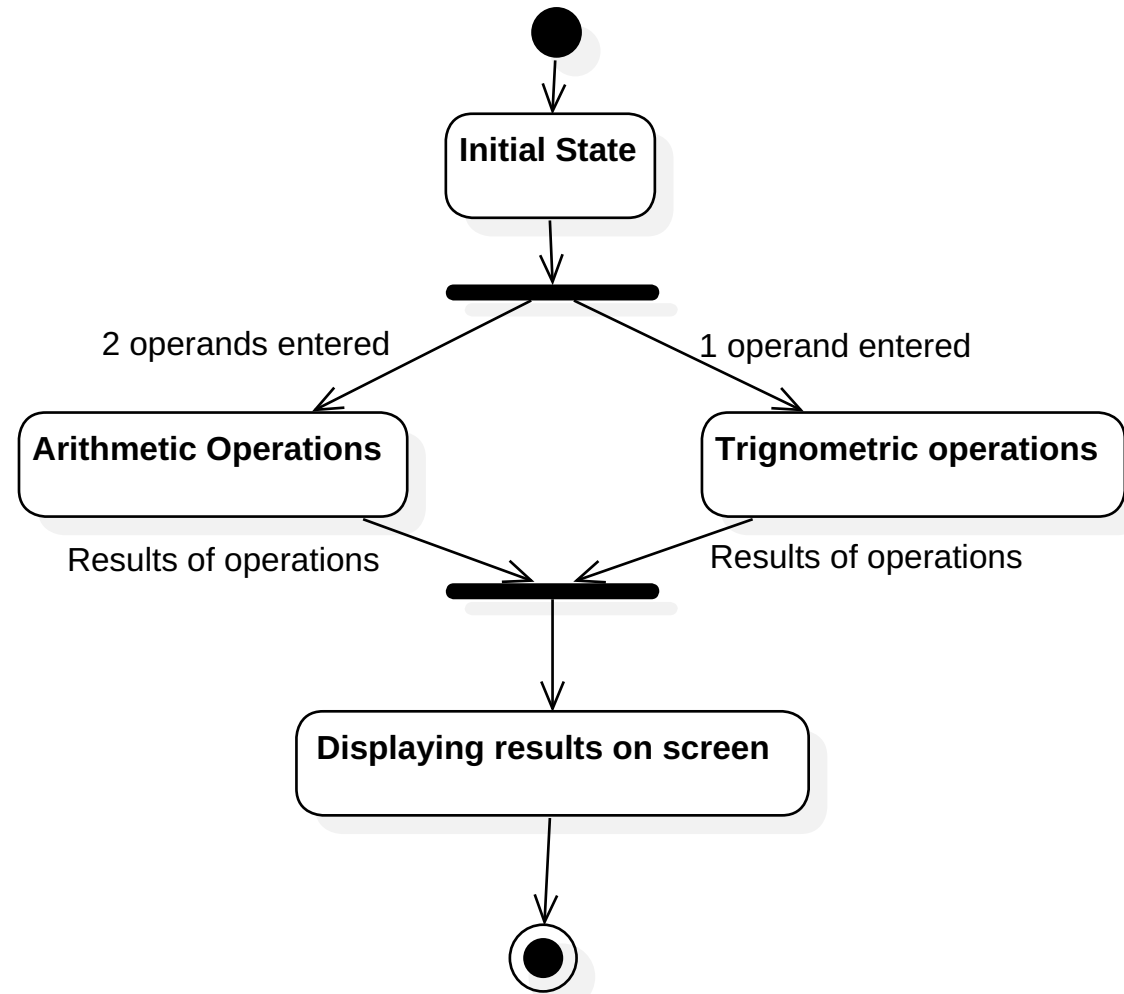 Initial State
2 operands entered
1 operand entered
Arithmetic Operations
Trignometric operations
Results of operations
Results of operations
Displaying results on screen